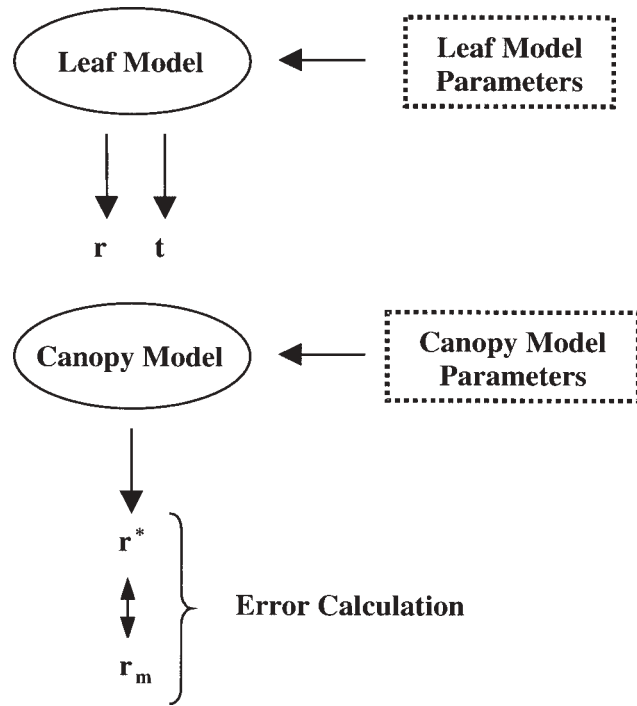 Leaf Model
Leaf Model
Parameters
r t
Canopy Model
Canopy Model
Parameters
r*
Error Calculation
rm